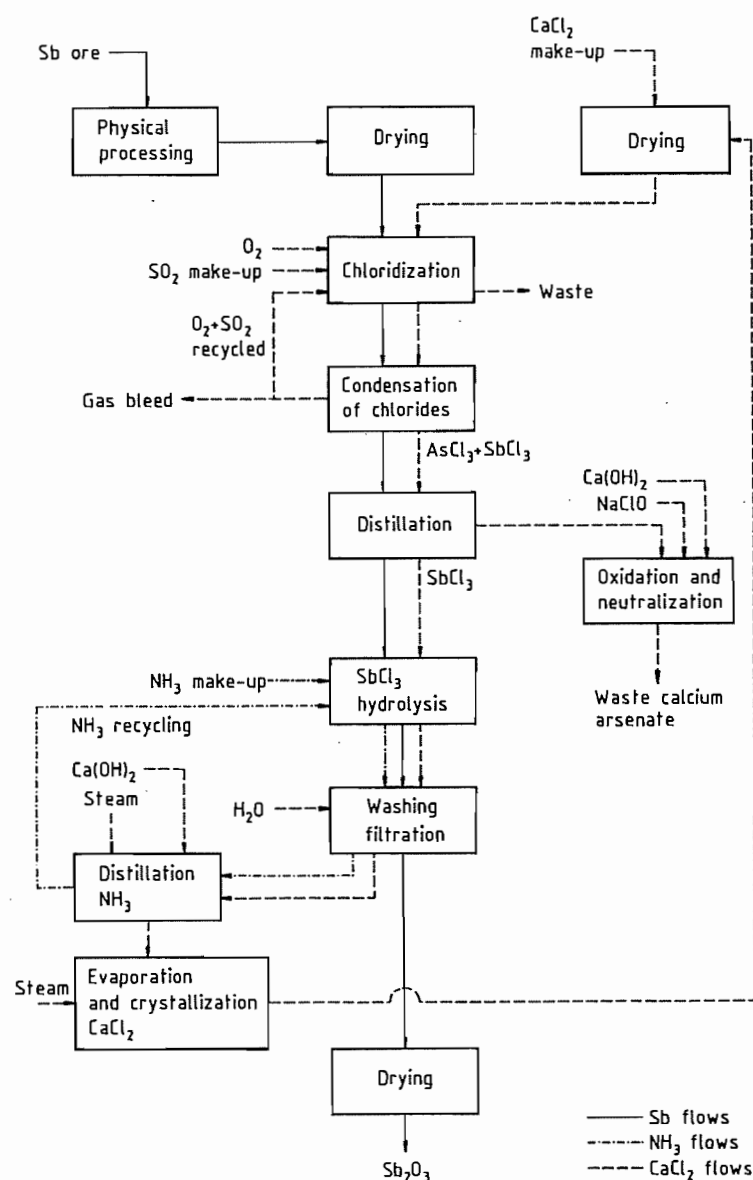 CaCl₂
make-up
Sb ore
Physical
processing
Drying
Drying
O₂
SO₂ make-up
Chloridization
Waste
O₂+SO₂
recycled
Gas bleed
Condensation
of chlorides
AsCl₃+SbCl₃
Ca(OH)₂
NaClO
Distillation
SbCl₃
Oxidation and
neutralization
NH₃ make-up
SbCl₃
hydrolysis
Waste calcium
arsenate
NH₃ recycling
Ca(OH)₂
Steam
H₂O
Washing
filtration
Distillation
NH₃
Steam
Evaporation
and crystallization
CaCl₂
Drying
Sb₂O₃
Sb flows
NH₃ flows
CaCl₂ flows